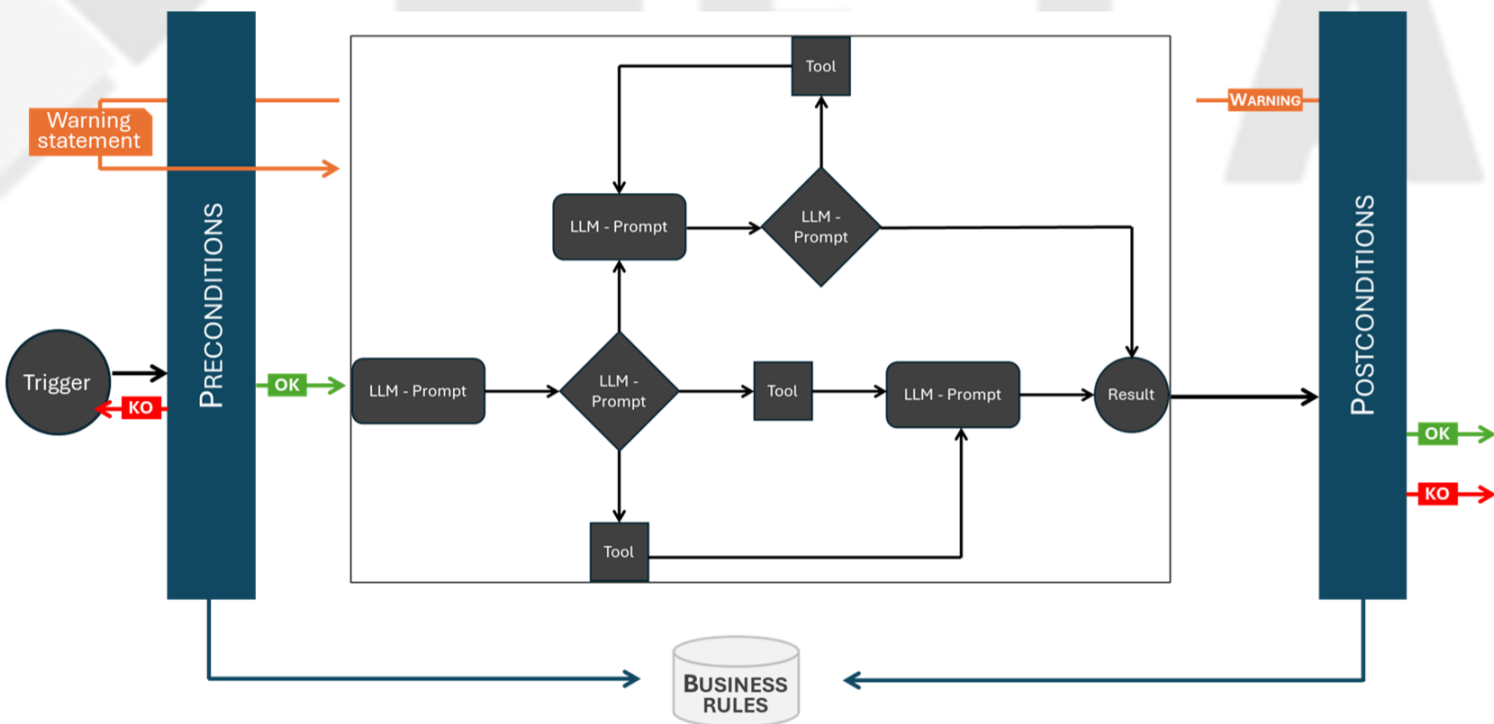 Tool
Warning
statement
WARNING
LLM - Prompt
LLM -
Prompt
PRECONDITIONS
POSTCONDITIONS
Trigger
KO
OK
LLM - Prompt
LLM -
Prompt
Tool
LLM - Prompt
Result
OK
KO
Tool
BUSINESS
RULES